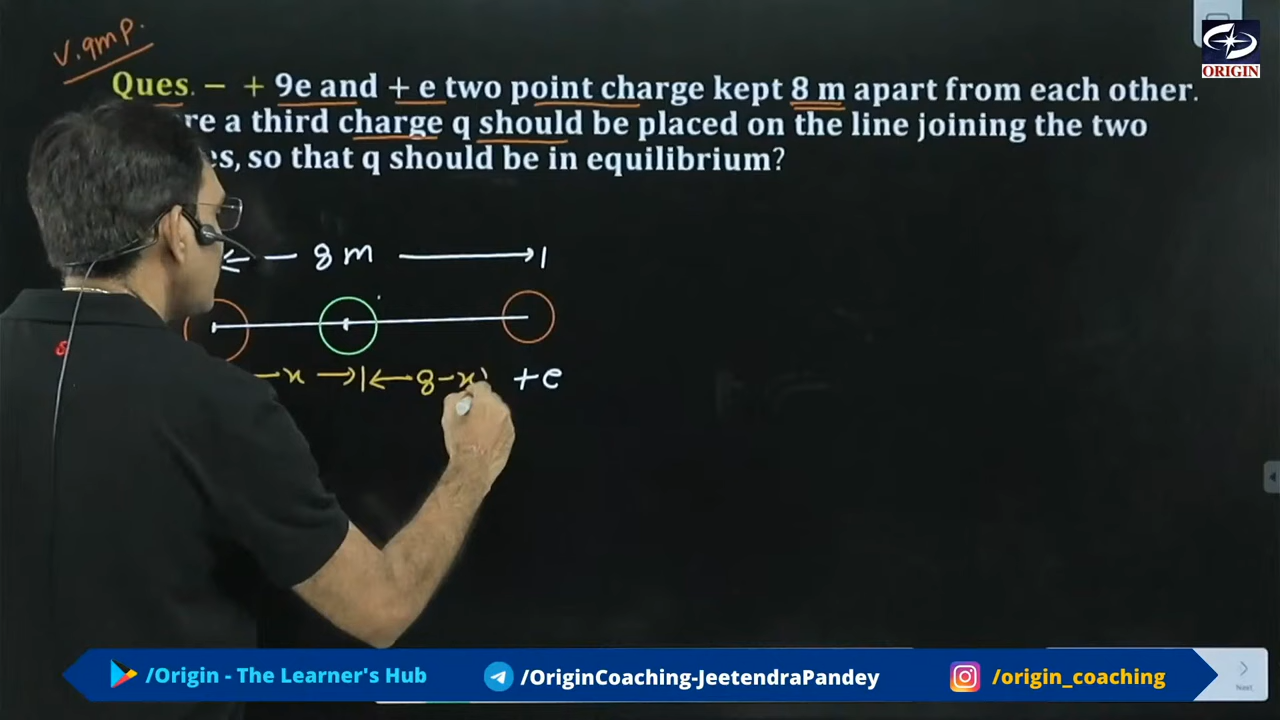 V. Imp.
ORIGIN
Ques. – + 9e and + e two point charge kept 8 m apart from each other.
a third charge q should be placed on the line joining the two
so that q should be in equilibrium?
8 m
x 8-x +e
/Origin - The Learner's Hub
/OriginCoaching-JeetendraPandey
/origin_coaching
Next